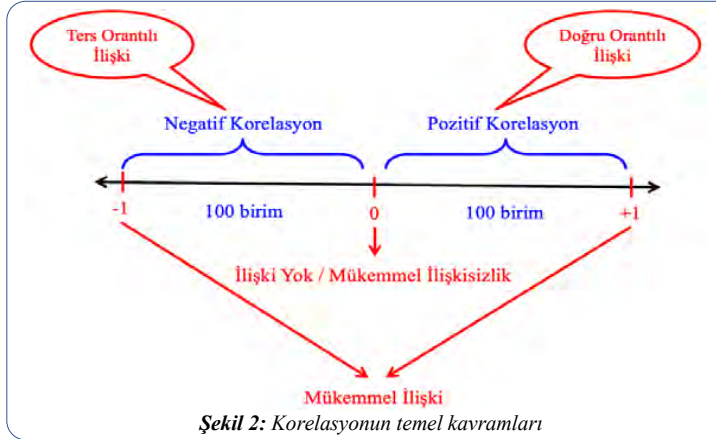 Ters Orantılı
İlişki
Doğru Orantılı
İlişki
Negatif Korelasyon
Pozitif Korelasyon
-1
100 birim
0
100 birim
+1
İlişki Yok / Mükemmel İlişkisizlik
Mükemmel İlişki
Şekil 2: Korelasyonun temel kavramları